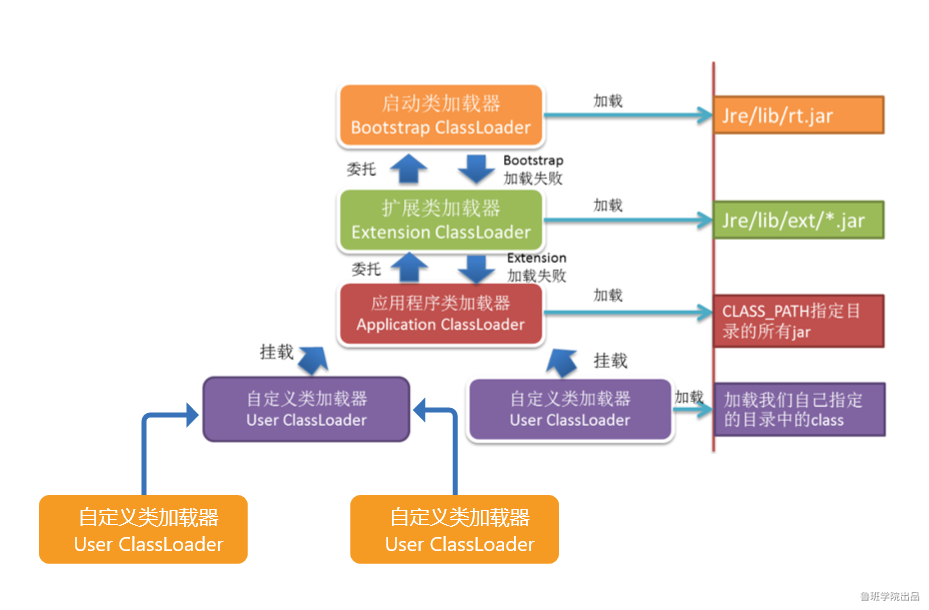 启动类加载器
Bootstrap ClassLoader
加载
Jre/lib/rt.jar
委托
Bootstrap
加载失败
扩展类加载器
Extension ClassLoader
加载
Jre/lib/ext/*.jar
委托
Extension
加载失败
应用程序类加载器
Application ClassLoader
加载
CLASS_PATH指定目
录的所有jar
挂载
挂载
自定义类加载器
User ClassLoader
自定义类加载器
User ClassLoader
加载
加载我们自己指定
的目录中的class
自定义类加载器
User ClassLoader
自定义类加载器
User ClassLoader
鲁班学院出品